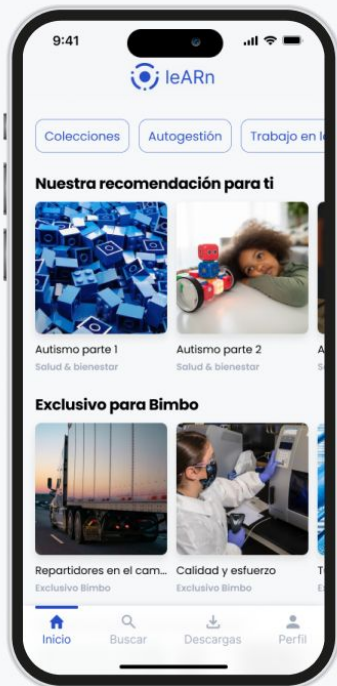 9:41
leARn
Colecciones Autogestión Trabajo en
Nuestra recomendación para ti
Autismo parte 1 Autismo parte 2 A
Salud & bienestar Salud & bienestar S
Exclusivo para Bimbo
Repartidores en el cam... Calidad y esfuerzo T
Exclusivo Bimbo Exclusivo Bimbo E
Inicio Buscar Descargas Perfil